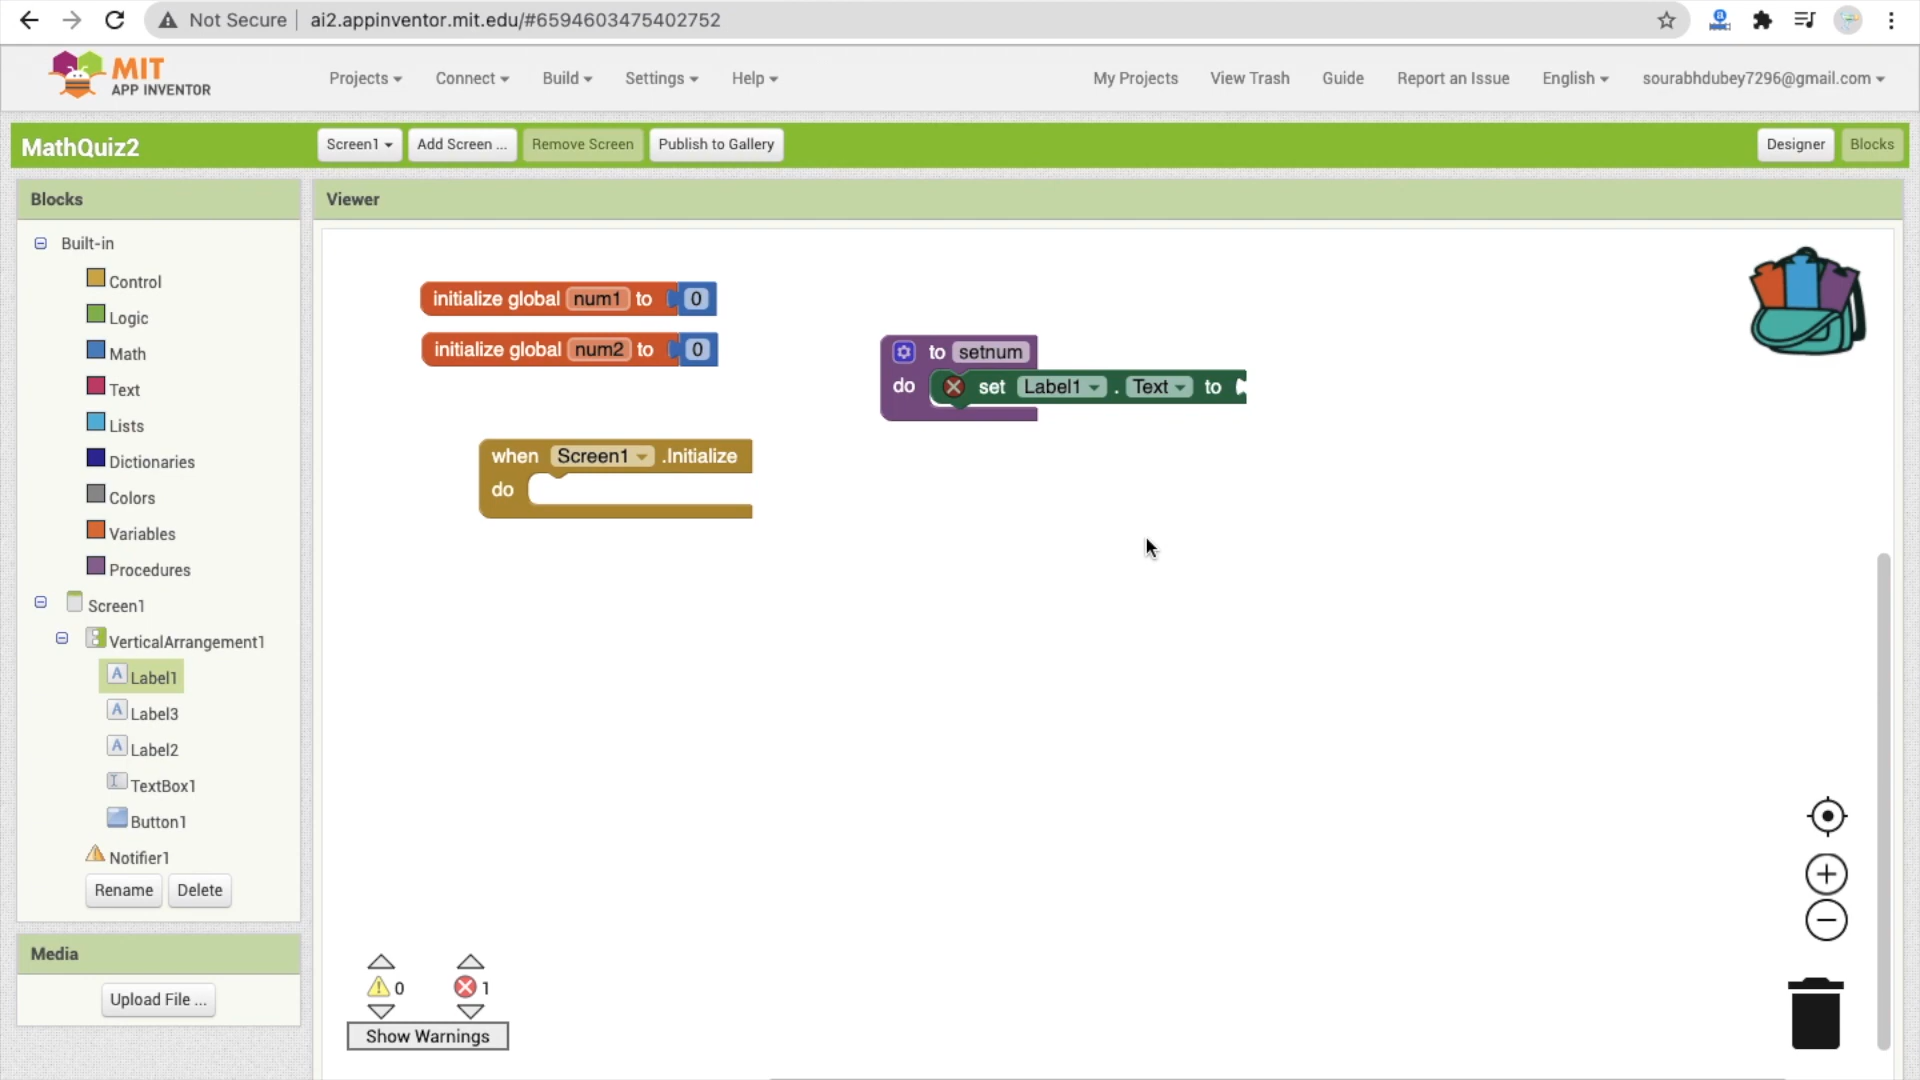 Not Secure
ai2.appinventor.mit.edu/#6594603475402752
MIT
APP INVENTOR
Projects
Connect
Build
Settings
Help
My Projects
View Trash
Guide
Report an Issue
English
sourabhdubey7296@gmail.com
MathQuiz2
Screen1
Add Screen ...
Remove Screen
Publish to Gallery
Designer
Blocks
Blocks
Built-in
Control
Logic
Math
Text
Lists
Dictionaries
Colors
Variables
Procedures
Screen1
VerticalArrangement1
Label1
Label3
Label2
TextBox1
Button1
Notifier1
Rename
Delete
Media
Upload File ...
Viewer
initialize global num1 to 0
initialize global num2 to 0
to setnum
do set Label1 . Text to
when Screen1 .Initialize
do
0
1
Show Warnings